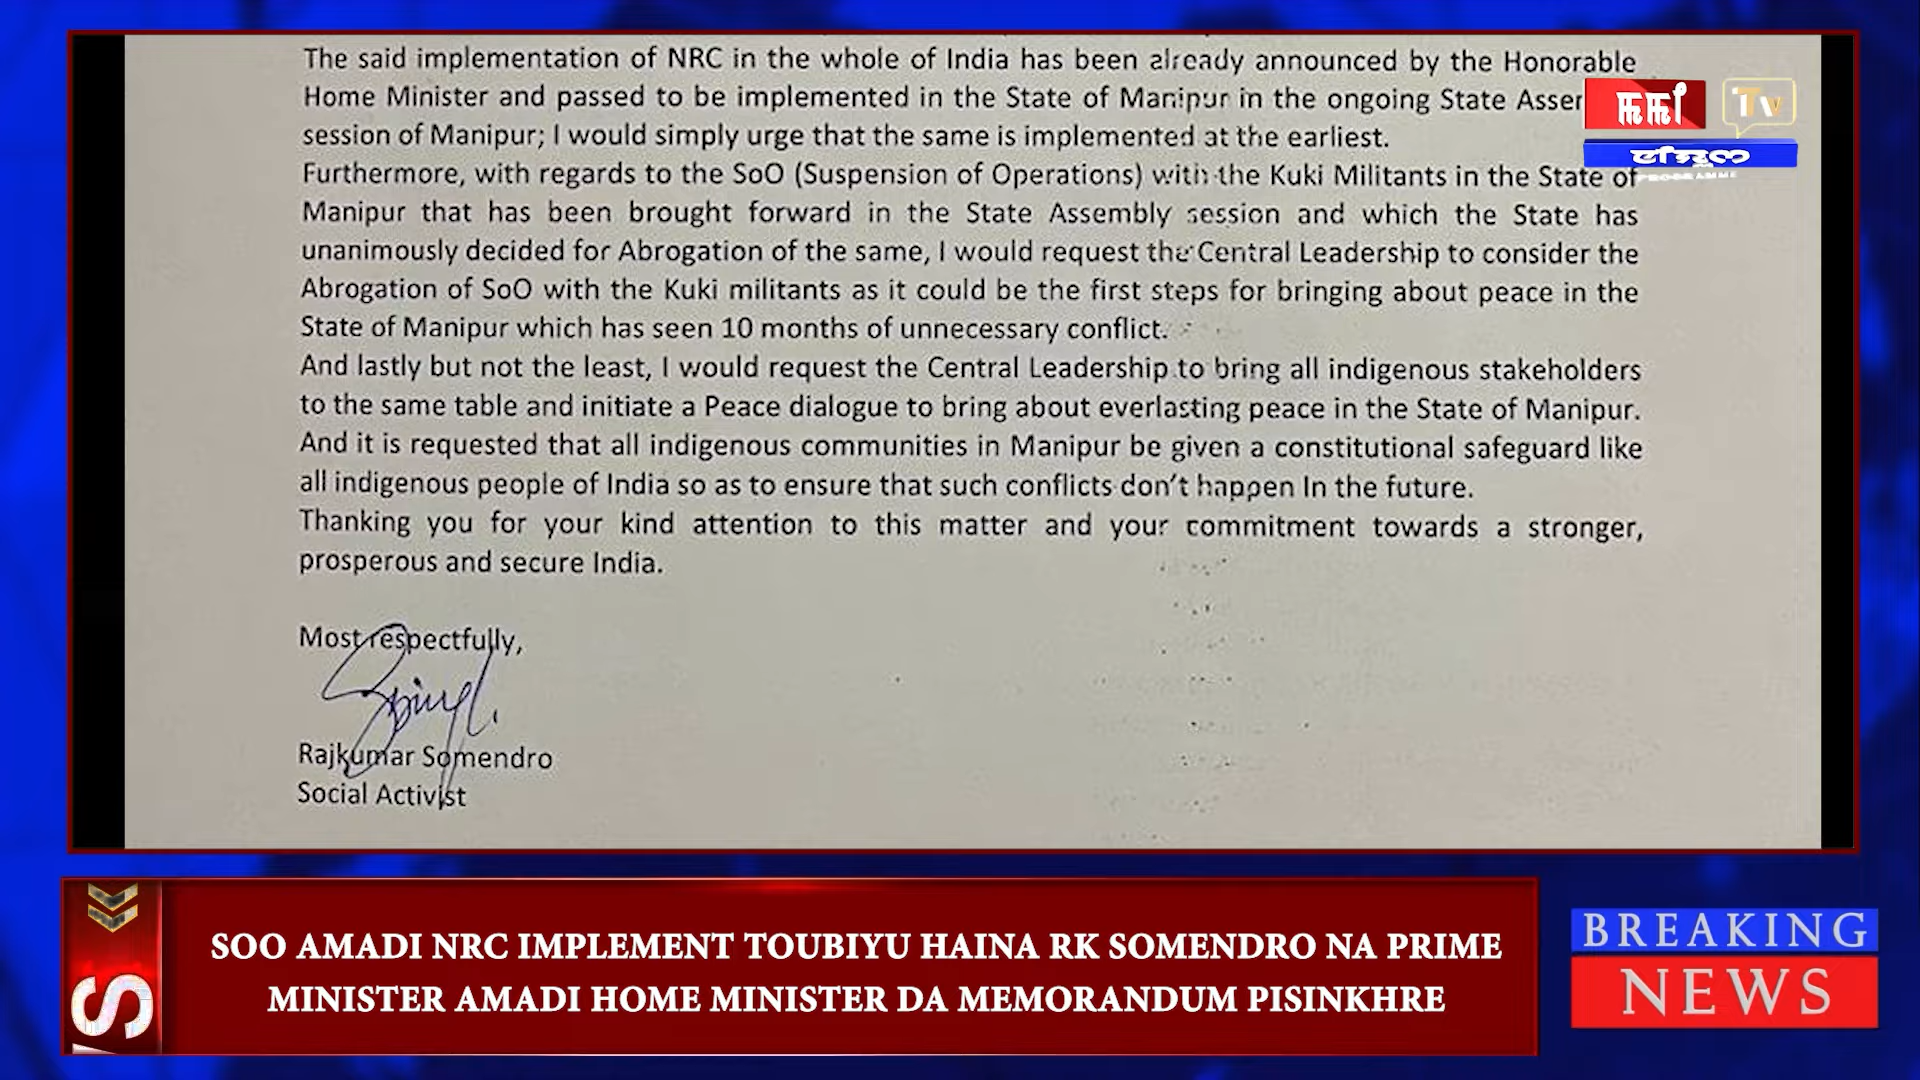 The said implementation of NRC in the whole of India has been already announced by the Honorable
Home Minister and passed to be implemented in the State of Manipur in the ongoing State Assem
session of Manipur; I would simply urge that the same is implemented at the earliest.
Furthermore, with regards to the SoO (Suspension of Operations) with the Kuki Militants in the State of
Manipur that has been brought forward in the State Assembly session and which the State has
unanimously decided for Abrogation of the same, I would request the Central Leadership to consider the
Abrogation of SoO with the Kuki militants as it could be the first steps for bringing about peace in the
State of Manipur which has seen 10 months of unnecessary conflict.
And lastly but not the least, I would request the Central Leadership to bring all indigenous stakeholders
to the same table and initiate a Peace dialogue to bring about everlasting peace in the State of Manipur.
And it is requested that all indigenous communities in Manipur be given a constitutional safeguard like
all indigenous people of India so as to ensure that such conflicts don't happen In the future.
Thanking you for your kind attention to this matter and your commitment towards a stronger,
prosperous and secure India.
Most respectfully,
Rajkumar Somendro
Social Activist
TV
PROGRAMME
SOO AMADI NRC IMPLEMENT TOUBIYU HAINA RK SOMENDRO NA PRIME
MINISTER AMADI HOME MINISTER DA MEMORANDUM PISINKHRE
BREAKING
NEWS